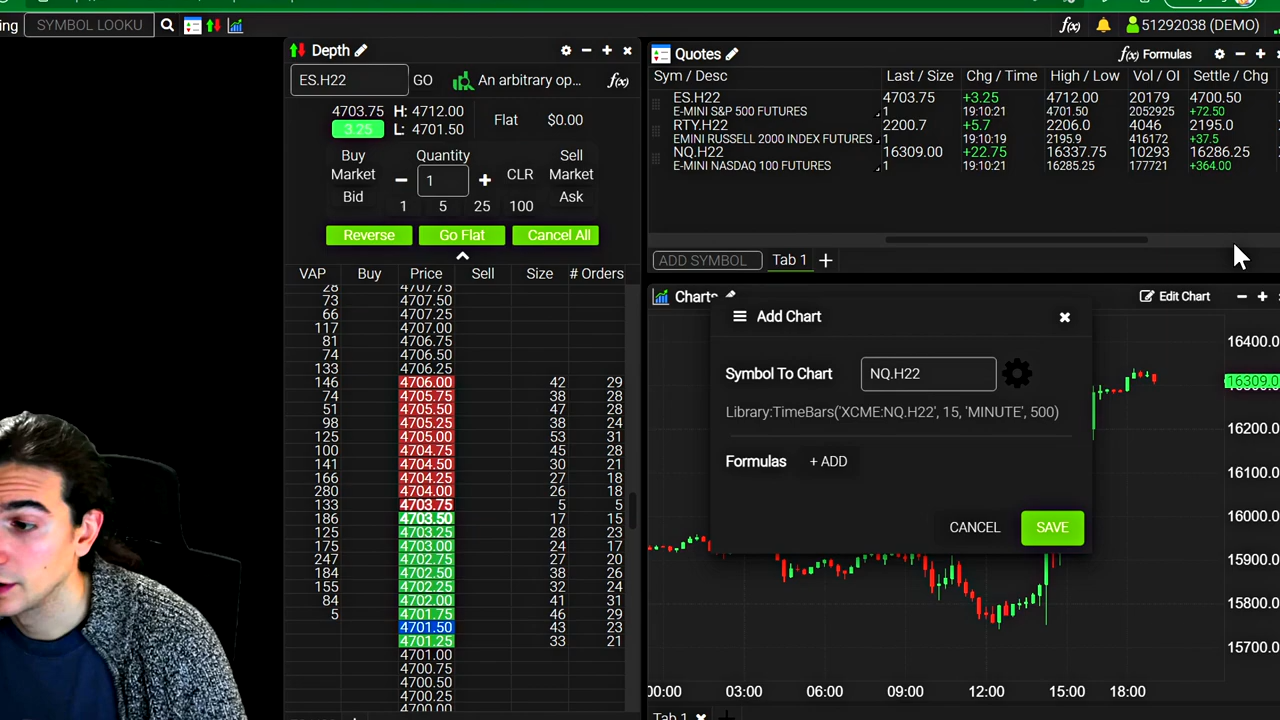 ing SYMBOL LOOKU f(x) 51292038 (DEMO)
Depth
ES.H22 GO An arbitrary op... f(x)
4703.75 H: 4712.00 Flat $0.00
3.25 L: 4701.50
Buy Market Quantity Sell Market
1 CLR
Bid Ask
1 5 25 100
Reverse Go Flat Cancel All
VAP Buy Price Sell Size # Orders
28 4707.75
73 4707.50
66 4707.25
117 4707.00
81 4706.75
74 4706.50
133 4706.25
146 4706.00 42 29
74 4705.75 38 28
51 4705.50 47 28
98 4705.25 38 24
125 4705.00 53 31
96 4704.75 45 28
141 4704.50 30 21
166 4704.25 27 18
280 4704.00 26 18
133 4703.75 5 5
186 4703.50 17 15
125 4703.25 28 23
175 4703.00 24 17
247 4702.75 27 20
184 4702.50 38 26
155 4702.25 32 24
84 4702.00 41 31
5 4701.75 46 29
4701.50 43 23
4701.25 33 21
4701.00
4700.75
4700.50
4700.25
4700.00
Quotes f(x) Formulas
Sym / Desc Last / Size Chg / Time High / Low Vol / OI Settle / Chg
ES.H22 4703.75 +3.25 4712.00 20179 4700.50
E-MINI S&P 500 FUTURES 1 19:10:21 4701.50 2052925 +72.50
RTY.H22 2200.7 +5.7 2206.0 4046 2195.0
EMINI RUSSELL 2000 INDEX FUTURES 1 19:10:19 2195.9 416172 +37.5
NQ.H22 16309.00 +22.75 16337.75 10293 16286.25
E-MINI NASDAQ 100 FUTURES 1 19:10:21 16285.25 177721 +364.00
ADD SYMBOL Tab 1 +
Charts Edit Chart
Add Chart
Symbol To Chart NQ.H22
Library:TimeBars('XCME:NQ.H22', 15, 'MINUTE', 500)
Formulas + ADD
CANCEL SAVE
16400.
16309.0
16200.
16100.
16000.
15900.
15800.
15700.
00:00 03:00 06:00 09:00 12:00 15:00 18:00
Tab 1